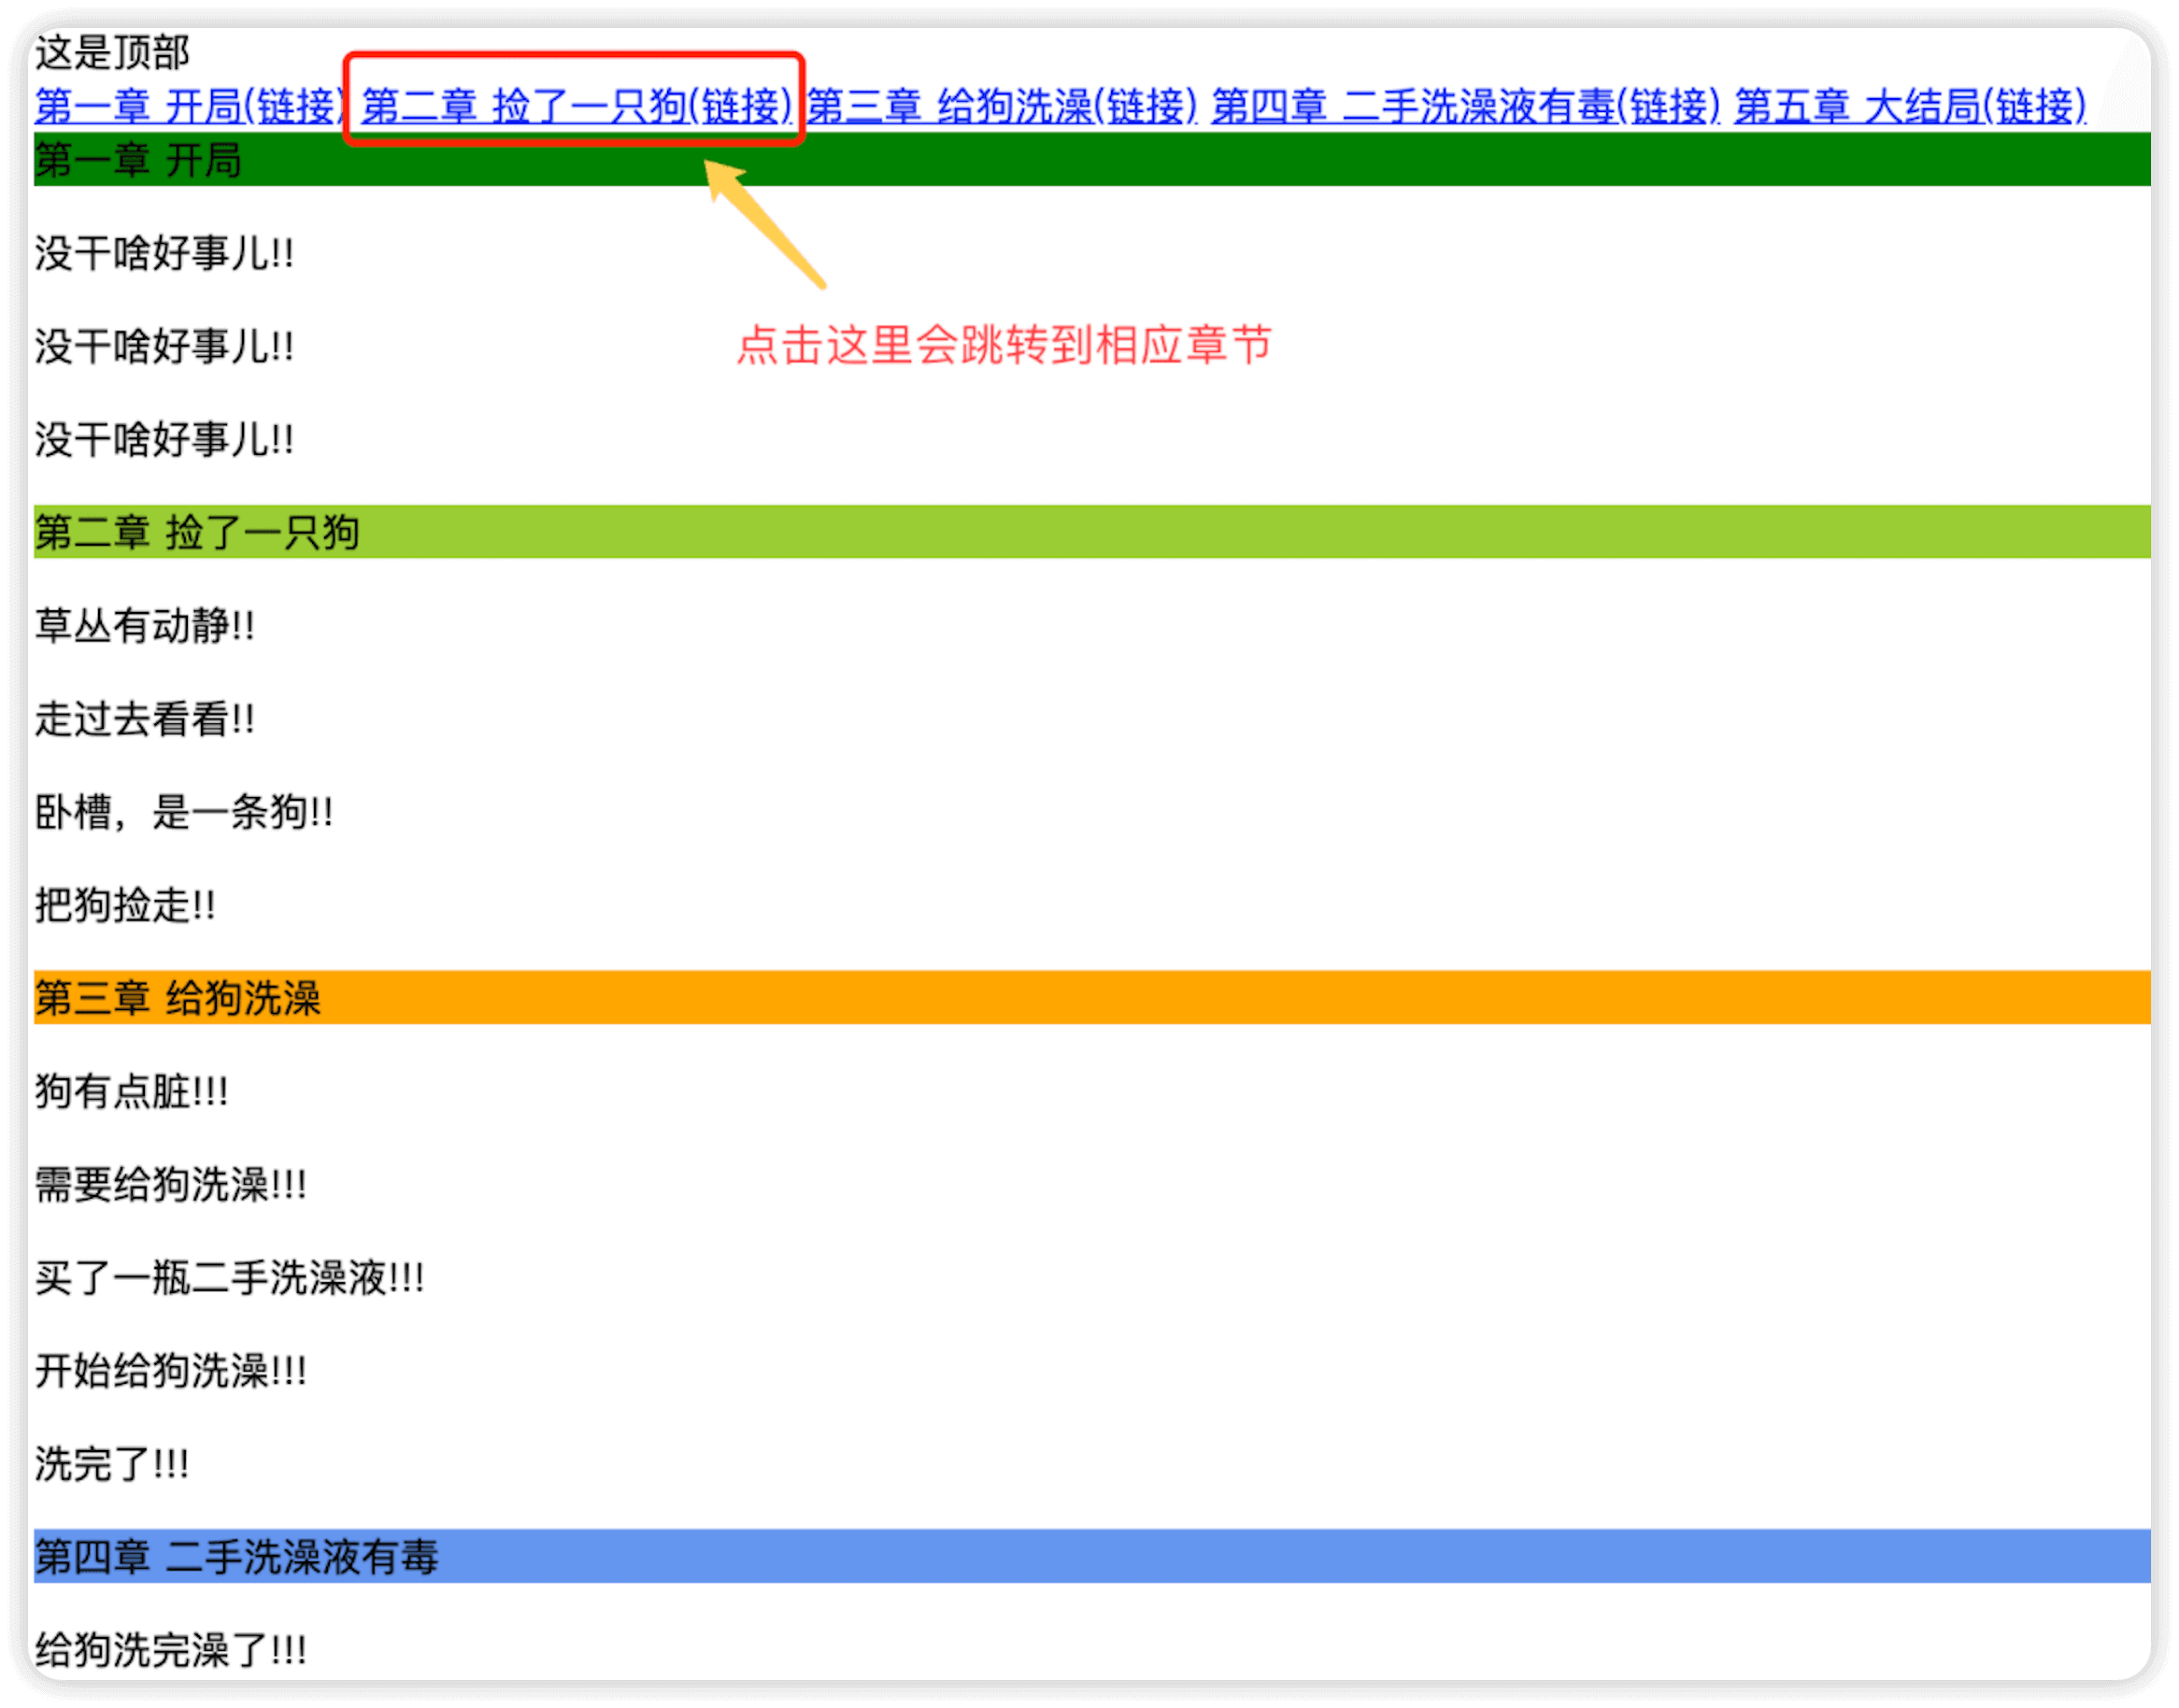 这是顶部
第一章 开局(链接) 第二章 捡了一只狗(链接) 第三章 给狗洗澡(链接) 第四章 二手洗澡液有毒(链接) 第五章 大结局(链接)
第一章 开局
没干啥好事儿!!
点击这里会跳转到相应章节
没干啥好事儿!!
没干啥好事儿!!
第二章 捡了一只狗
草丛有动静!!
走过去看看!!
卧槽，是一条狗!!
把狗捡走!!
第三章 给狗洗澡
狗有点脏!!!
需要给狗洗澡!!!
买了一瓶二手洗澡液!!!
开始给狗洗澡!!!
洗完了!!!
第四章 二手洗澡液有毒
给狗洗完澡了!!!